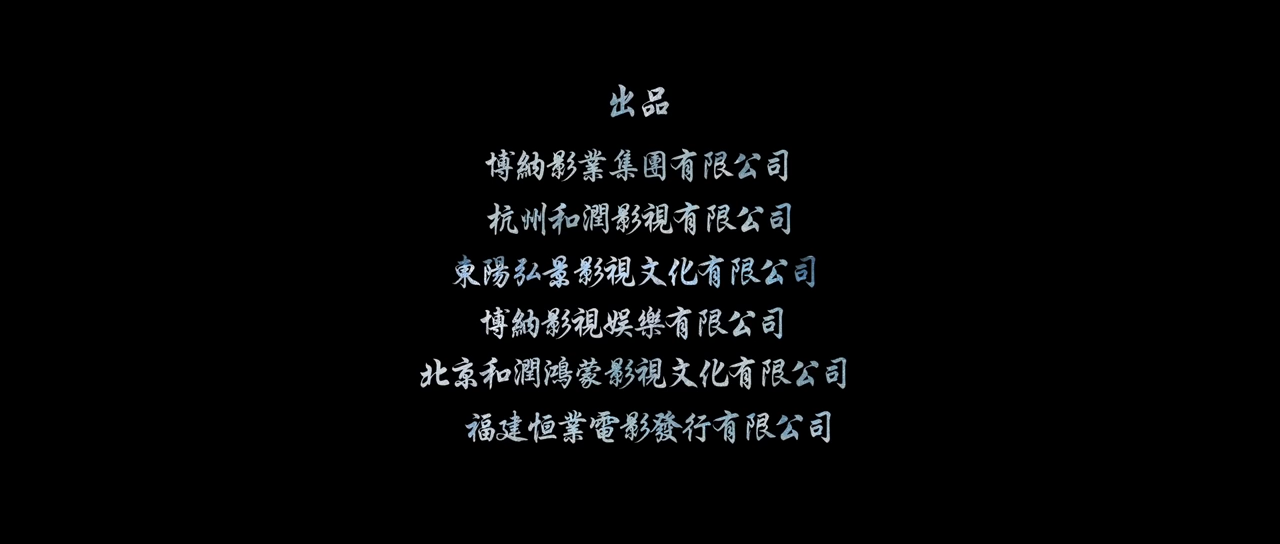 出品
博納影業集團有限公司
杭州和潤影視有限公司
東陽弘景影視文化有限公司
博納影視娛樂有限公司
北京和潤鴻蒙影視文化有限公司
福建恒業電影發行有限公司